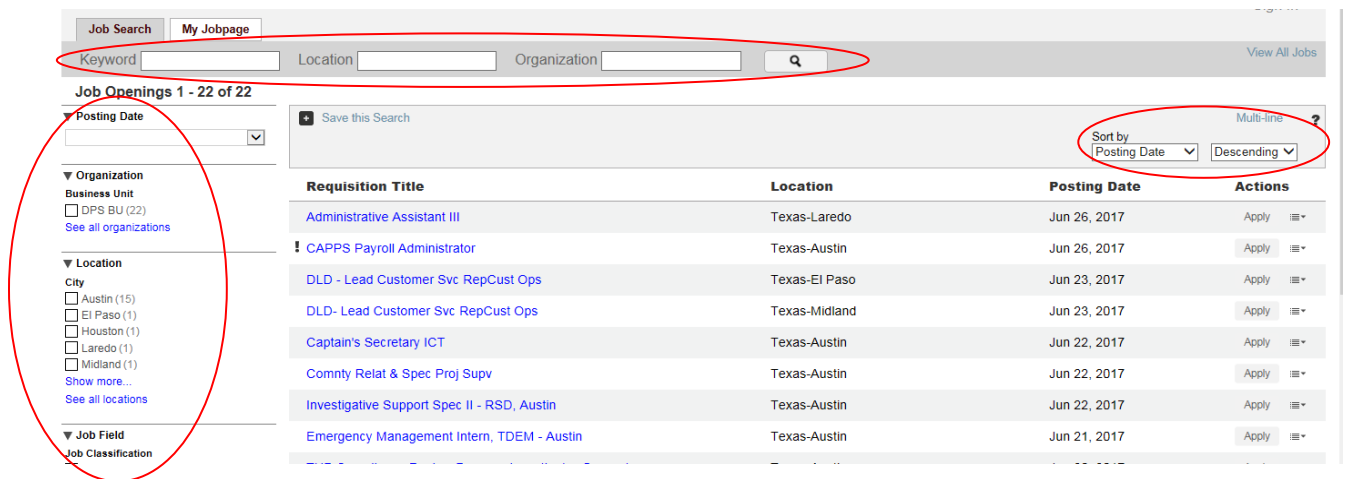 Job Search My Jobpage
Keyword Location Organization View All Jobs
Job Openings 1 - 22 of 22
Posting Date
Save this Search Multi-line ?
Sort by
Posting Date Descending
Organization
Business Unit
DPS BU (22)
See all organizations
Location
City
Austin (15)
El Paso (1)
Houston (1)
Laredo (1)
Midland (1)
Show more...
See all locations
Job Field
Job Classification
Requisition Title Location Posting Date Actions
Administrative Assistant III Texas-Laredo Jun 26, 2017 Apply
! CAPPS Payroll Administrator Texas-Austin Jun 26, 2017 Apply
DLD - Lead Customer Svc RepCust Ops Texas-El Paso Jun 23, 2017 Apply
DLD- Lead Customer Svc RepCust Ops Texas-Midland Jun 23, 2017 Apply
Captain's Secretary ICT Texas-Austin Jun 22, 2017 Apply
Comnty Relat & Spec Proj Supv Texas-Austin Jun 22, 2017 Apply
Investigative Support Spec II - RSD, Austin Texas-Austin Jun 22, 2017 Apply
Emergency Management Intern, TDEM - Austin Texas-Austin Jun 21, 2017 Apply